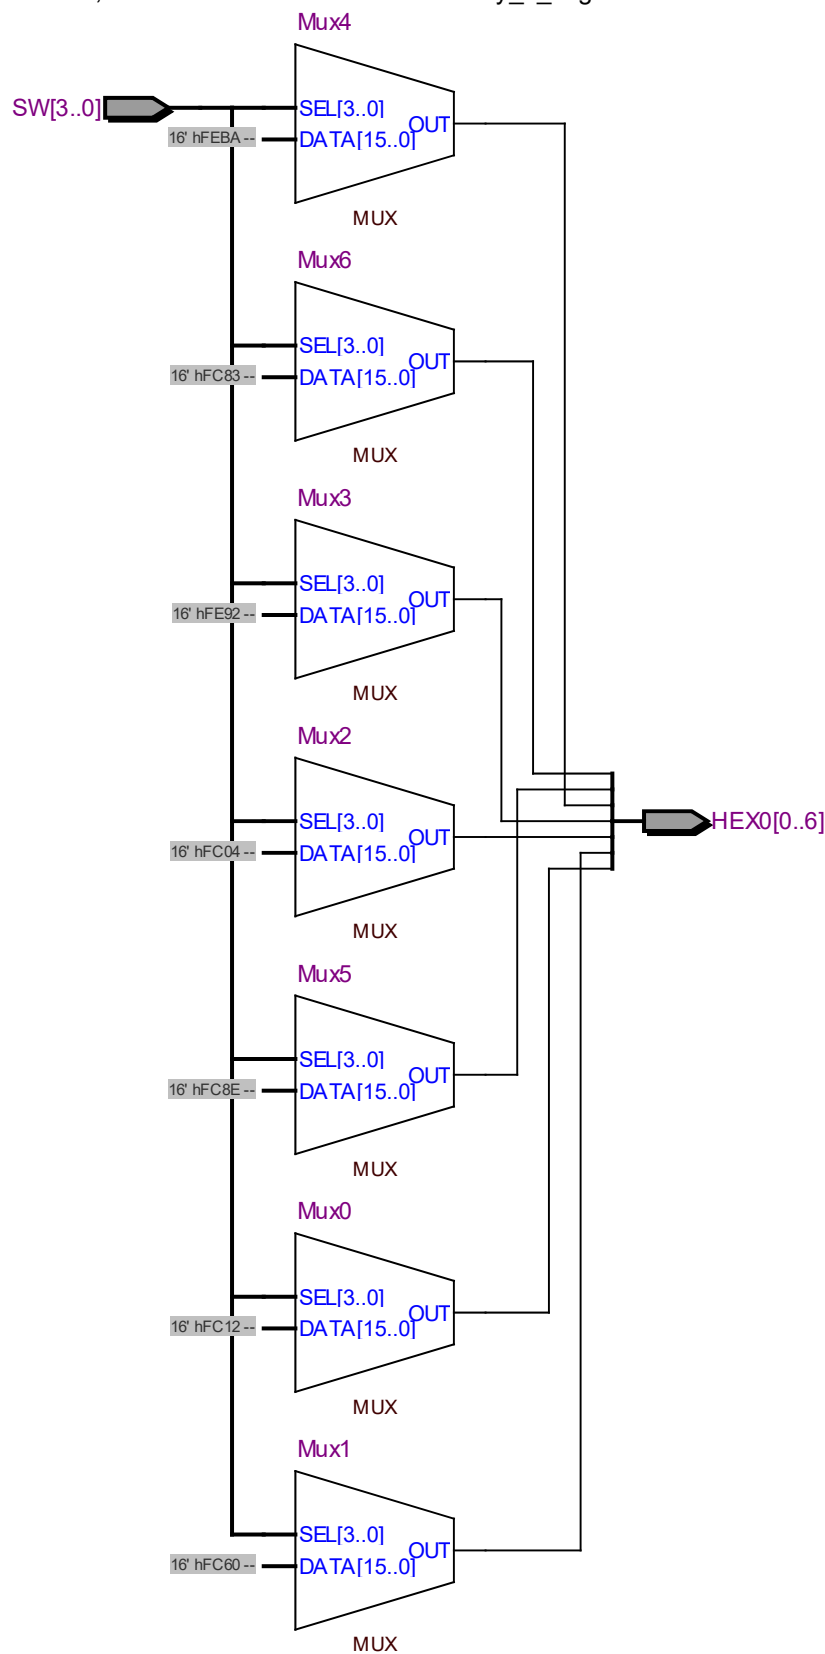 Mux4
SW[3..0]
SEL[3..0]
OUT
16' hFEBA --
DATA[15..0]
MUX
Mux6
SEL[3..0]
OUT
16' hFC83 --
DATA[15..0]
MUX
Mux3
SEL[3..0]
OUT
16' hFE92 --
DATA[15..0]
MUX
Mux2
SEL[3..0]
OUT
16' hFC04 --
DATA[15..0]
MUX
HEX0[0..6]
Mux5
SEL[3..0]
OUT
16' hFC8E --
DATA[15..0]
MUX
Mux0
SEL[3..0]
OUT
16' hFC12 --
DATA[15..0]
MUX
Mux1
SEL[3..0]
OUT
16' hFC60 --
DATA[15..0]
MUX